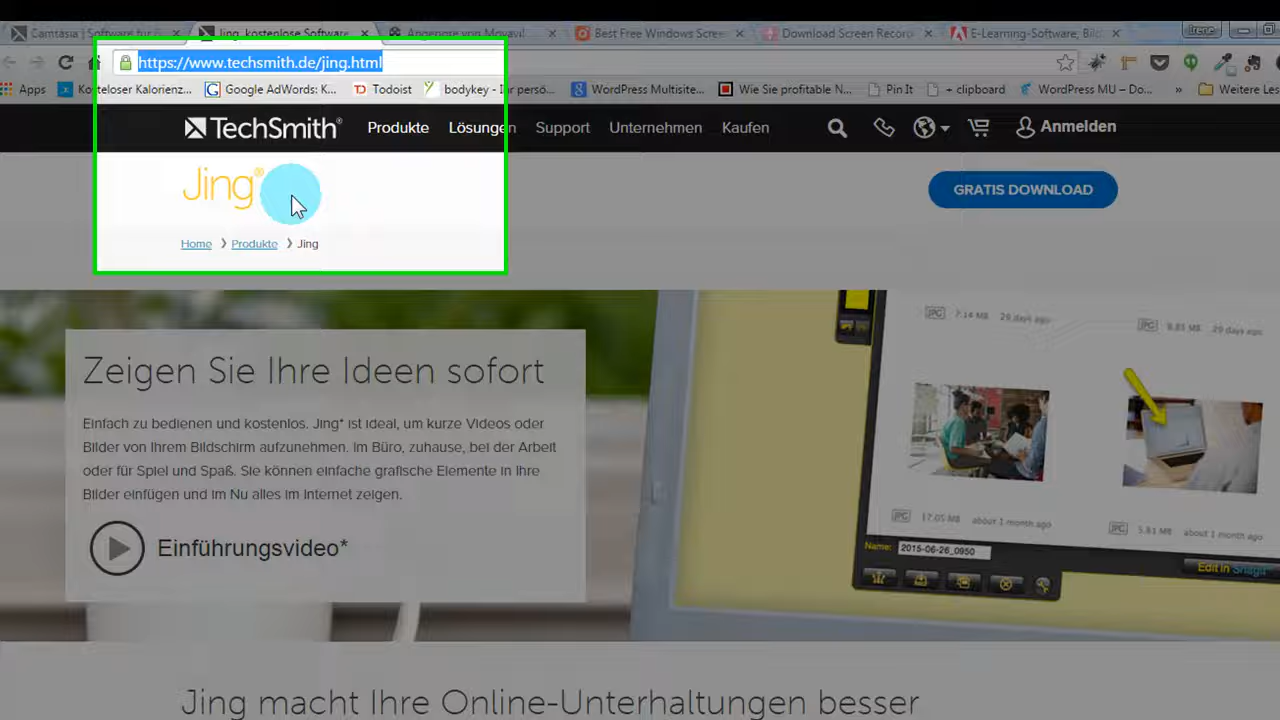 Camtasia | Software für
Jing, kostenlose Software
Angebote von Movavi
Best Free Windows Scre
Download Screen Recor
E-Learning-Software, Bil
https://www.techsmith.de/jing.html
Apps
Kostenloser Kalorienz...
Google AdWords: K...
Todoist
bodykey - Ihr persö...
WordPress Multisite...
Wie Sie profitable N...
Pin It
+ clipboard
WordPress MU – Do...
»
Weitere Les
TechSmith®
Produkte
Lösungen
Support
Unternehmen
Kaufen
Anmelden
Jing®
GRATIS DOWNLOAD
Home > Produkte > Jing
JPG 7.14 MB 29 days ago
JPG 9.85 MB 29 days ago
Zeigen Sie Ihre Ideen sofort
Einfach zu bedienen und kostenlos. Jing® ist ideal, um kurze Videos oder
Bilder von Ihrem Bildschirm aufzunehmen. Im Büro, zuhause, bei der Arbeit
oder für Spiel und Spaß. Sie können einfache grafische Elemente in Ihre
Bilder einfügen und im Nu alles im Internet zeigen.
JPG 17.05 MB about 1 month ago
JPG 5.81 MB about 1 month ago
Einführungsvideo*
Name: 2015-06-26_0950
Edit in Snagit
Jing macht Ihre Online-Unterhaltungen besser